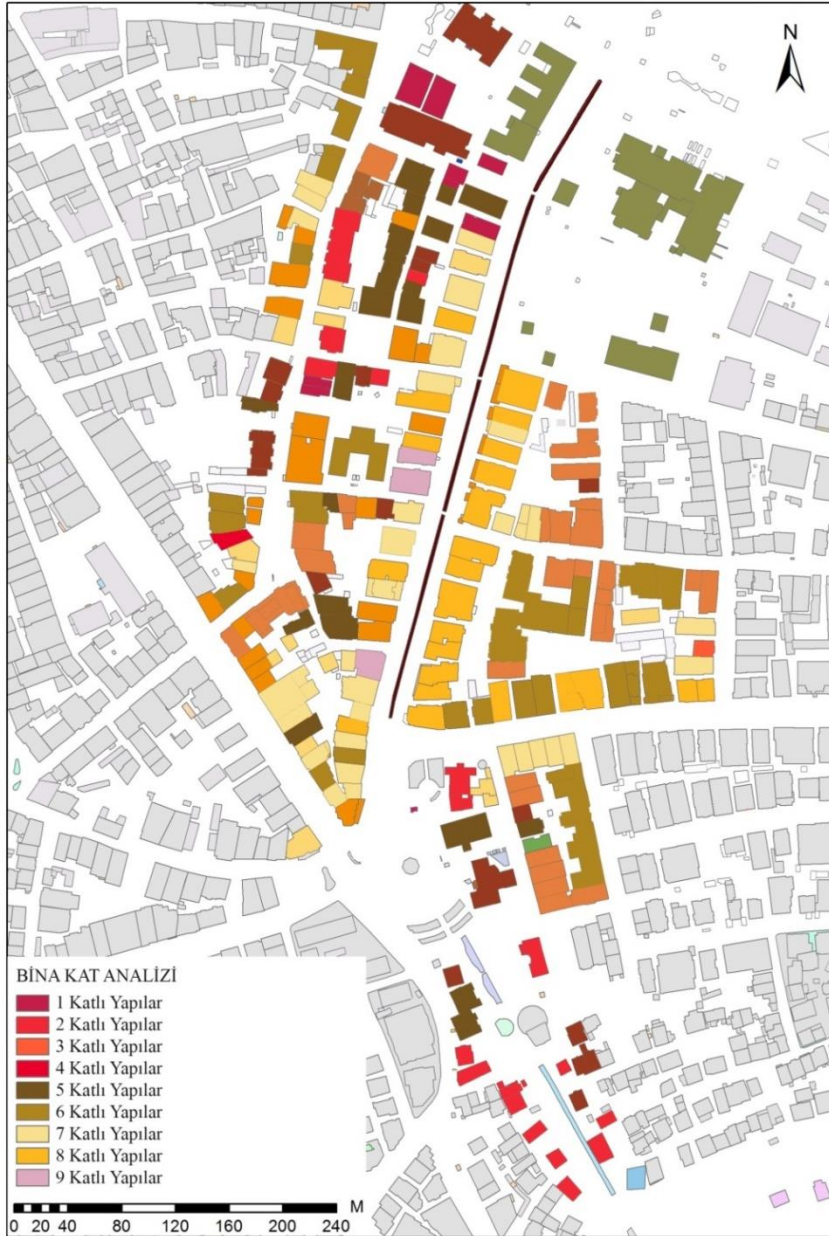 N
BİNA KAT ANALİZİ
1 Katlı Yapılar
2 Katlı Yapılar
3 Katlı Yapılar
4 Katlı Yapılar
5 Katlı Yapılar
6 Katlı Yapılar
7 Katlı Yapılar
8 Katlı Yapılar
9 Katlı Yapılar
M
0 20 40 80 120 160 200 240